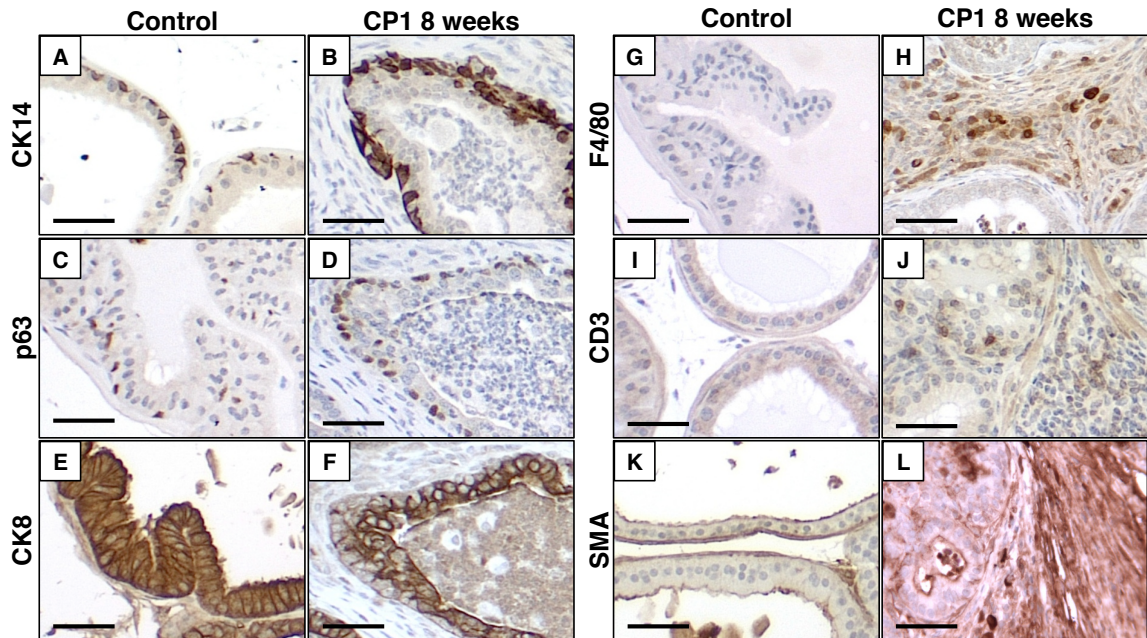 Control CP1 8 weeks Control CP1 8 weeks
CK14 A B F4/80 G H
p63 C D CD3 I J
CK8 E F SMA K L